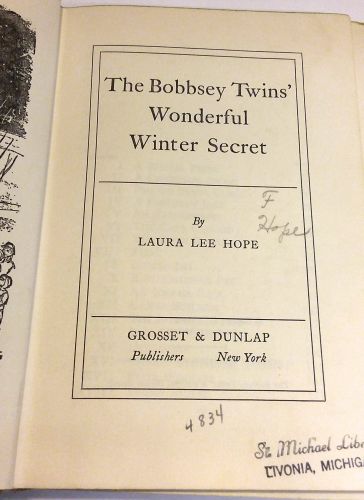 The Bobbsey Twins'
Wonderful
Winter Secret
F
Hope
By
LAURA LEE HOPE
GROSSET & DUNLAP
Publishers New York
4834
St. Michael
LIVONIA, MICHIGA